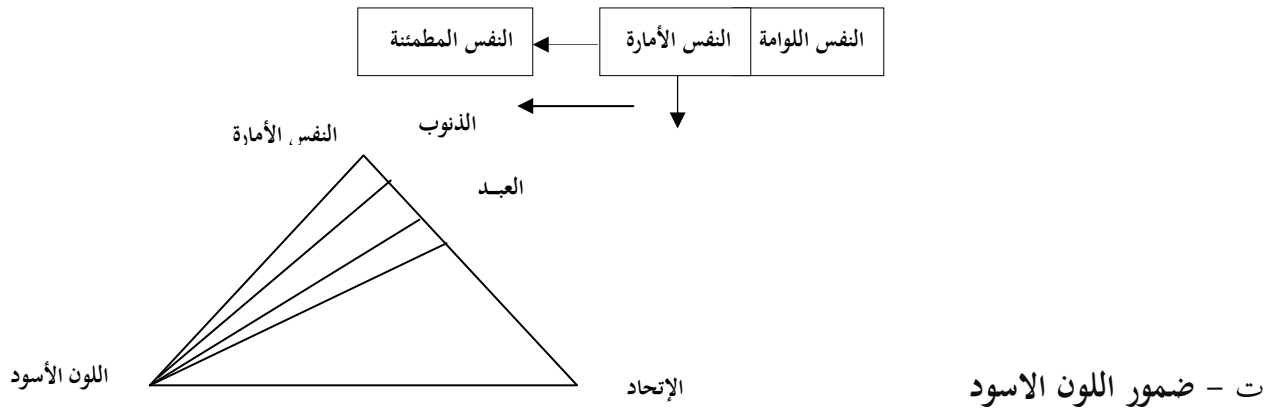 النفس اللوامة
النفس الأمارة
النفس المطمئنة
الذنوب
النفس الأمارة
العبـد
اللون الأسود
الإتحاد
ت – ضمور اللون الاسود